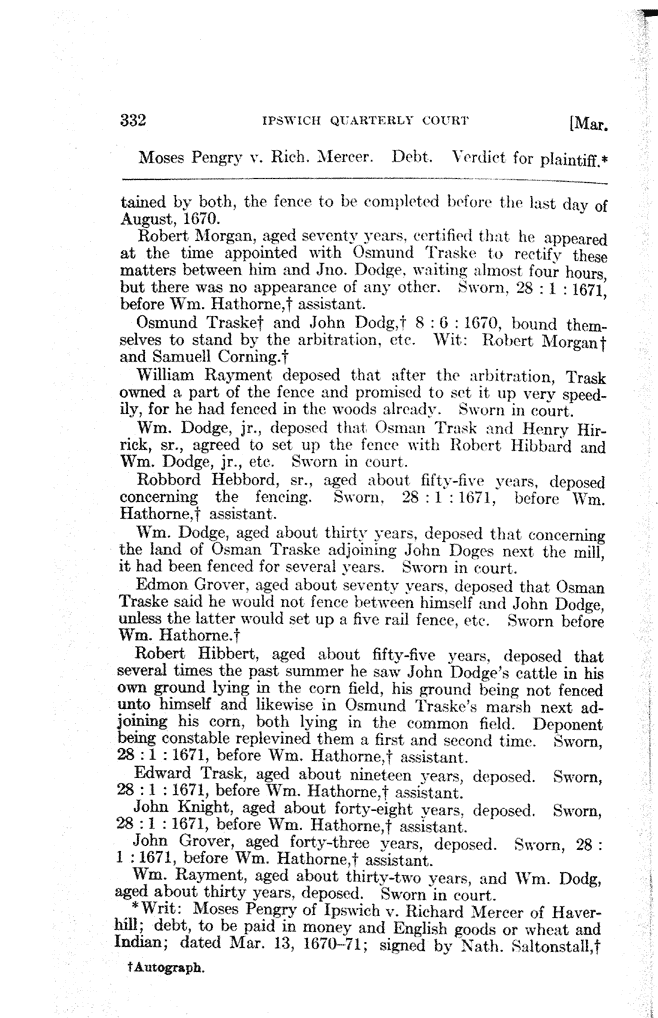 332 IPSWICH QUARTERLY COURT [Mar.
Moses Pengry v. Rich. Mercer. Debt. Verdict for plaintiff.*
tained by both, the fence to be completed before the last day of
August, 1670.
Robert Morgan, aged seventy years, certified that he appeared
at the time appointed with Osmund Traske to rectify these
matters between him and Jno. Dodge, waiting almost four hours,
but there was no appearance of any other. Sworn, 28 : 1 : 1671,
before Wm. Hathorne,† assistant.
Osmund Traske† and John Dodg,† 8 : 6 : 1670, bound them-
selves to stand by the arbitration, etc. Wit: Robert Morgan†
and Samuell Corning.†
William Rayment deposed that after the arbitration, Trask
owned a part of the fence and promised to set it up very speed-
ily, for he had fenced in the woods already. Sworn in court.
Wm. Dodge, jr., deposed that Osman Trask and Henry Hir-
rick, sr., agreed to set up the fence with Robert Hibbard and
Wm. Dodge, jr., etc. Sworn in court.
Robbord Hebbord, sr., aged about fifty-five years, deposed
concerning the fencing. Sworn, 28 : 1 : 1671, before Wm.
Hathorne,† assistant.
Wm. Dodge, aged about thirty years, deposed that concerning
the land of Osman Traske adjoining John Doges next the mill,
it had been fenced for several years. Sworn in court.
Edmon Grover, aged about seventy years, deposed that Osman
Traske said he would not fence between himself and John Dodge,
unless the latter would set up a five rail fence, etc. Sworn before
Wm. Hathorne.†
Robert Hibbert, aged about fifty-five years, deposed that
several times the past summer he saw John Dodge's cattle in his
own ground lying in the corn field, his ground being not fenced
unto himself and likewise in Osmund Traske's marsh next ad-
joining his corn, both lying in the common field. Deponent
being constable replevined them a first and second time. Sworn,
28 : 1 : 1671, before Wm. Hathorne,† assistant.
Edward Trask, aged about nineteen years, deposed. Sworn,
28 : 1 : 1671, before Wm. Hathorne,† assistant.
John Knight, aged about forty-eight years, deposed. Sworn,
28 : 1 : 1671, before Wm. Hathorne,† assistant.
John Grover, aged forty-three years, deposed. Sworn, 28 :
1 : 1671, before Wm. Hathorne,† assistant.
Wm. Rayment, aged about thirty-two years, and Wm. Dodg,
aged about thirty years, deposed. Sworn in court.
*Writ: Moses Pengry of Ipswich v. Richard Mercer of Haver-
hill; debt, to be paid in money and English goods or wheat and
Indian; dated Mar. 13, 1670–71; signed by Nath. Saltonstall,†
†Autograph.